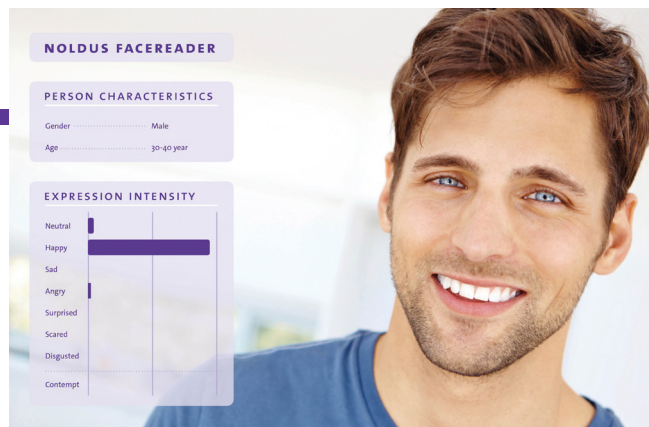 NOLDUS FACEREADER
PERSON CHARACTERISTICS
Gender Male
Age 30-40 year
EXPRESSION INTENSITY
Neutral
Happy
Sad
Angry
Surprised
Scared
Disgusted
Contempt